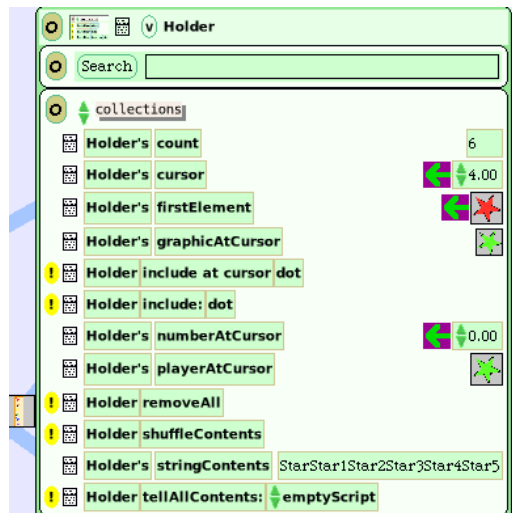 v Holder
Search
collections
Holder's count 6
Holder's cursor 4.00
Holder's firstElement
Holder's graphicAtCursor
! Holder include at cursor dot
! Holder include: dot
Holder's numberAtCursor 0.00
Holder's playerAtCursor
! Holder removeAll
! Holder shuffleContents
Holder's stringContents StarStar1Star2Star3Star4Star5
! Holder tellAllContents: emptyScript